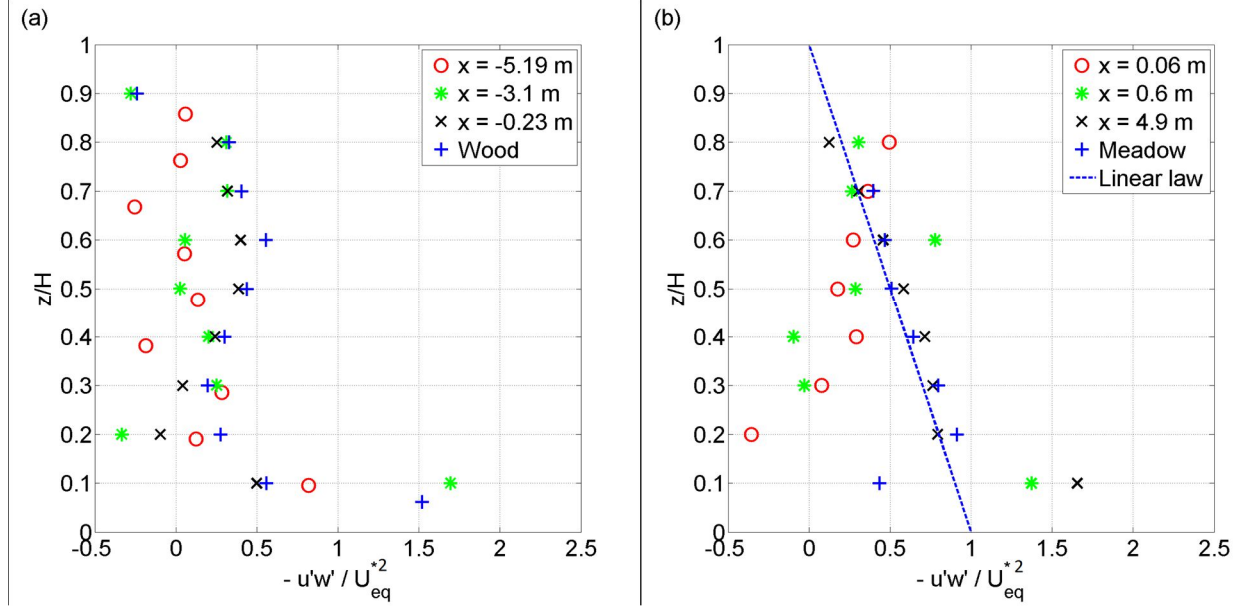 (a)
1
0.9
0.8
0.7
0.6
0.5
0.4
0.3
0.2
0.1
0
z/H
x = -5.19 m
x = -3.1 m
x = -0.23 m
Wood
-0.5 0 0.5 1 1.5 2 2.5
- u'w' / U*2eq
(b)
1
0.9
0.8
0.7
0.6
0.5
0.4
0.3
0.2
0.1
0
z/H
x = 0.06 m
x = 0.6 m
x = 4.9 m
Meadow
Linear law
-0.5 0 0.5 1 1.5 2 2.5
- u'w' / U*2eq